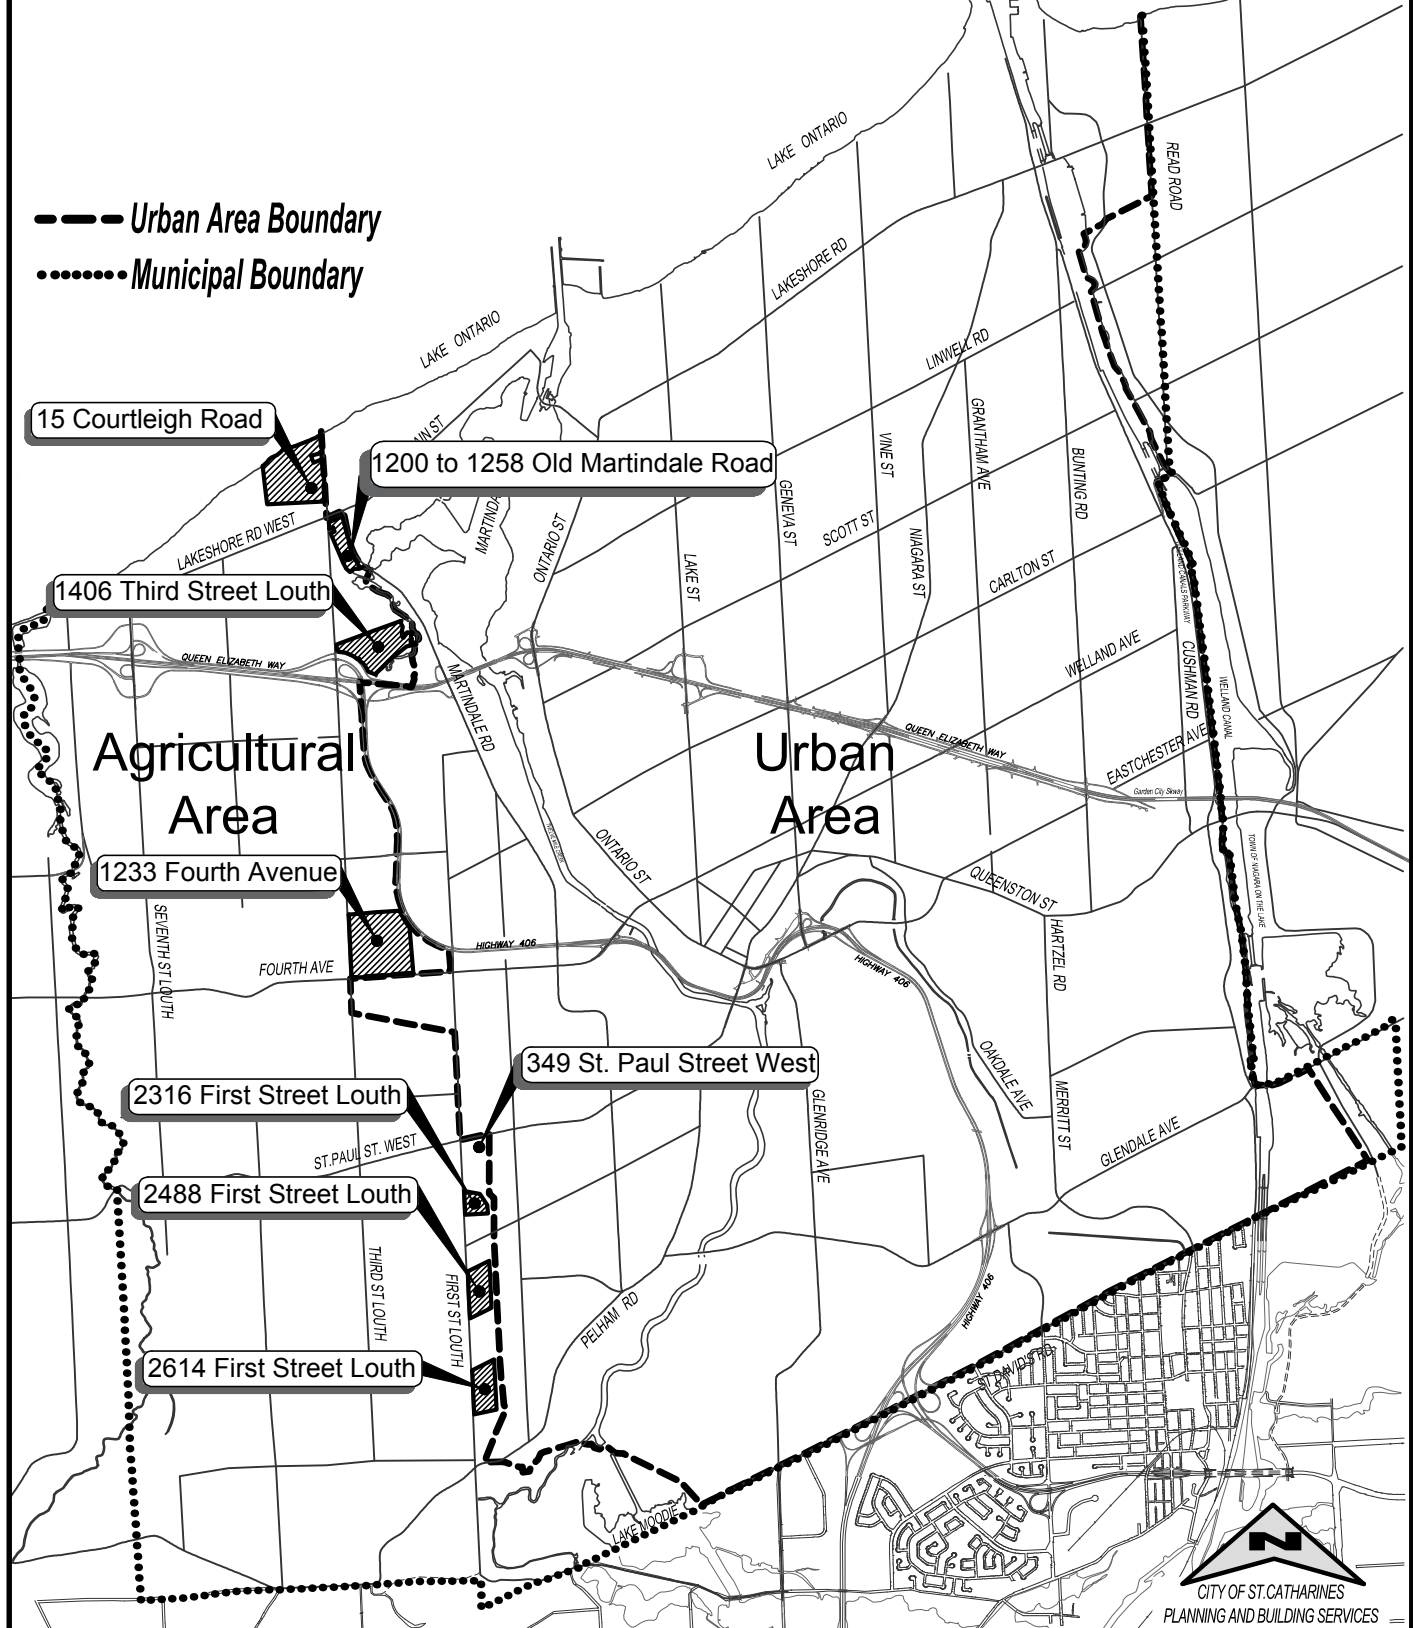 LAKE ONTARIO
READ ROAD
Urban Area Boundary
Municipal Boundary
LAKESHORE RD
LAKE ONTARIO
LINWELL RD
15 Courtleigh Road
GRANTHAM AVE
VINE ST
BUNTING RD
1200 to 1258 Old Martindale Road
GENEVA ST
LAKESHORE RD WEST
ONTARIO ST
SCOTT ST
NIAGARA ST
LAKE ST
CARLTON ST
1406 Third Street Louth
WELLAND CANALS PARKWAY
QUEEN ELIZABETH WAY
MARTINDALE RD
WELLAND AVE
CUSHMAN RD
WELLAND CANAL
Agricultural
Area
Urban
Area
QUEEN ELIZABETH WAY
EASTCHESTER AVE
Garden City Skway
ONTARIO ST
TOWN OF NIAGARA ON THE LAKE
1233 Fourth Avenue
QUEENSTON ST
SEVENTH ST LOUTH
HARTZEL RD
HIGHWAY 406
FOURTH AVE
HIGHWAY 406
OAKDALE AVE
349 St. Paul Street West
2316 First Street Louth
GLENRIDGE AVE
MERRITT ST
ST.PAUL ST. WEST
GLENDALE AVE
2488 First Street Louth
THIRD ST LOUTH
FIRST ST LOUTH
PELHAM RD
HIGHWAY 406
2614 First Street Louth
ST DAVID'S RD
LAKE MOODIE
N
CITY OF ST.CATHARINES
PLANNING AND BUILDING SERVICES